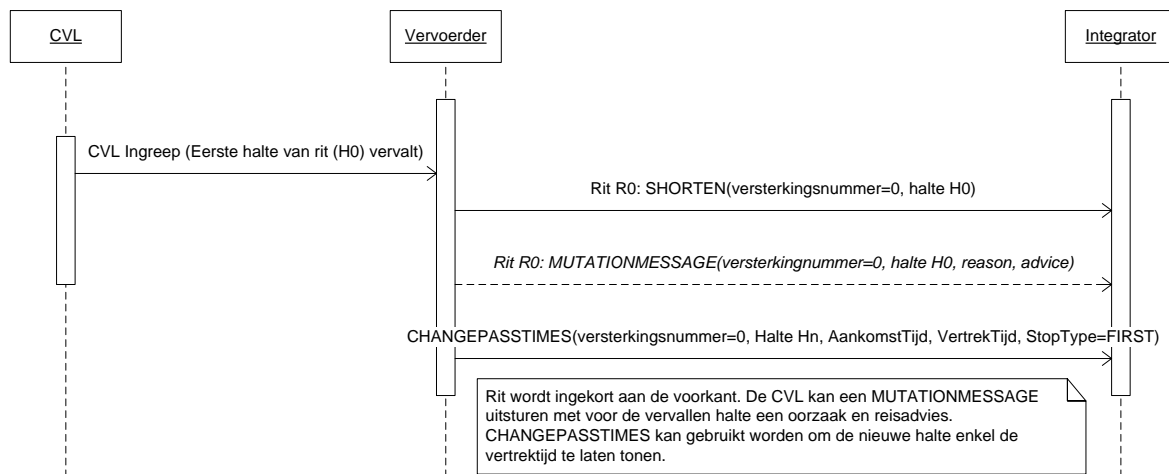 CVL
Vervoerder
Integrator
CVL Ingreep (Eerste halte van rit (H0) vervalt)
Rit R0: SHORTEN(versterkingsnummer=0, halte H0)
Rit R0: MUTATIONMESSAGE(versterkingnummer=0, halte H0, reason, advice)
CHANGEPASSTIMES(versterkingsnummer=0, Halte Hn, AankomstTijd, VertrekTijd, StopType=FIRST)
Rit wordt ingekort aan de voorkant. De CVL kan een MUTATIONMESSAGE
uitsturen met voor de vervallen halte een oorzaak en reisadvies.
CHANGEPASSTIMES kan gebruikt worden om de nieuwe halte enkel de
vertrektijd te laten tonen.